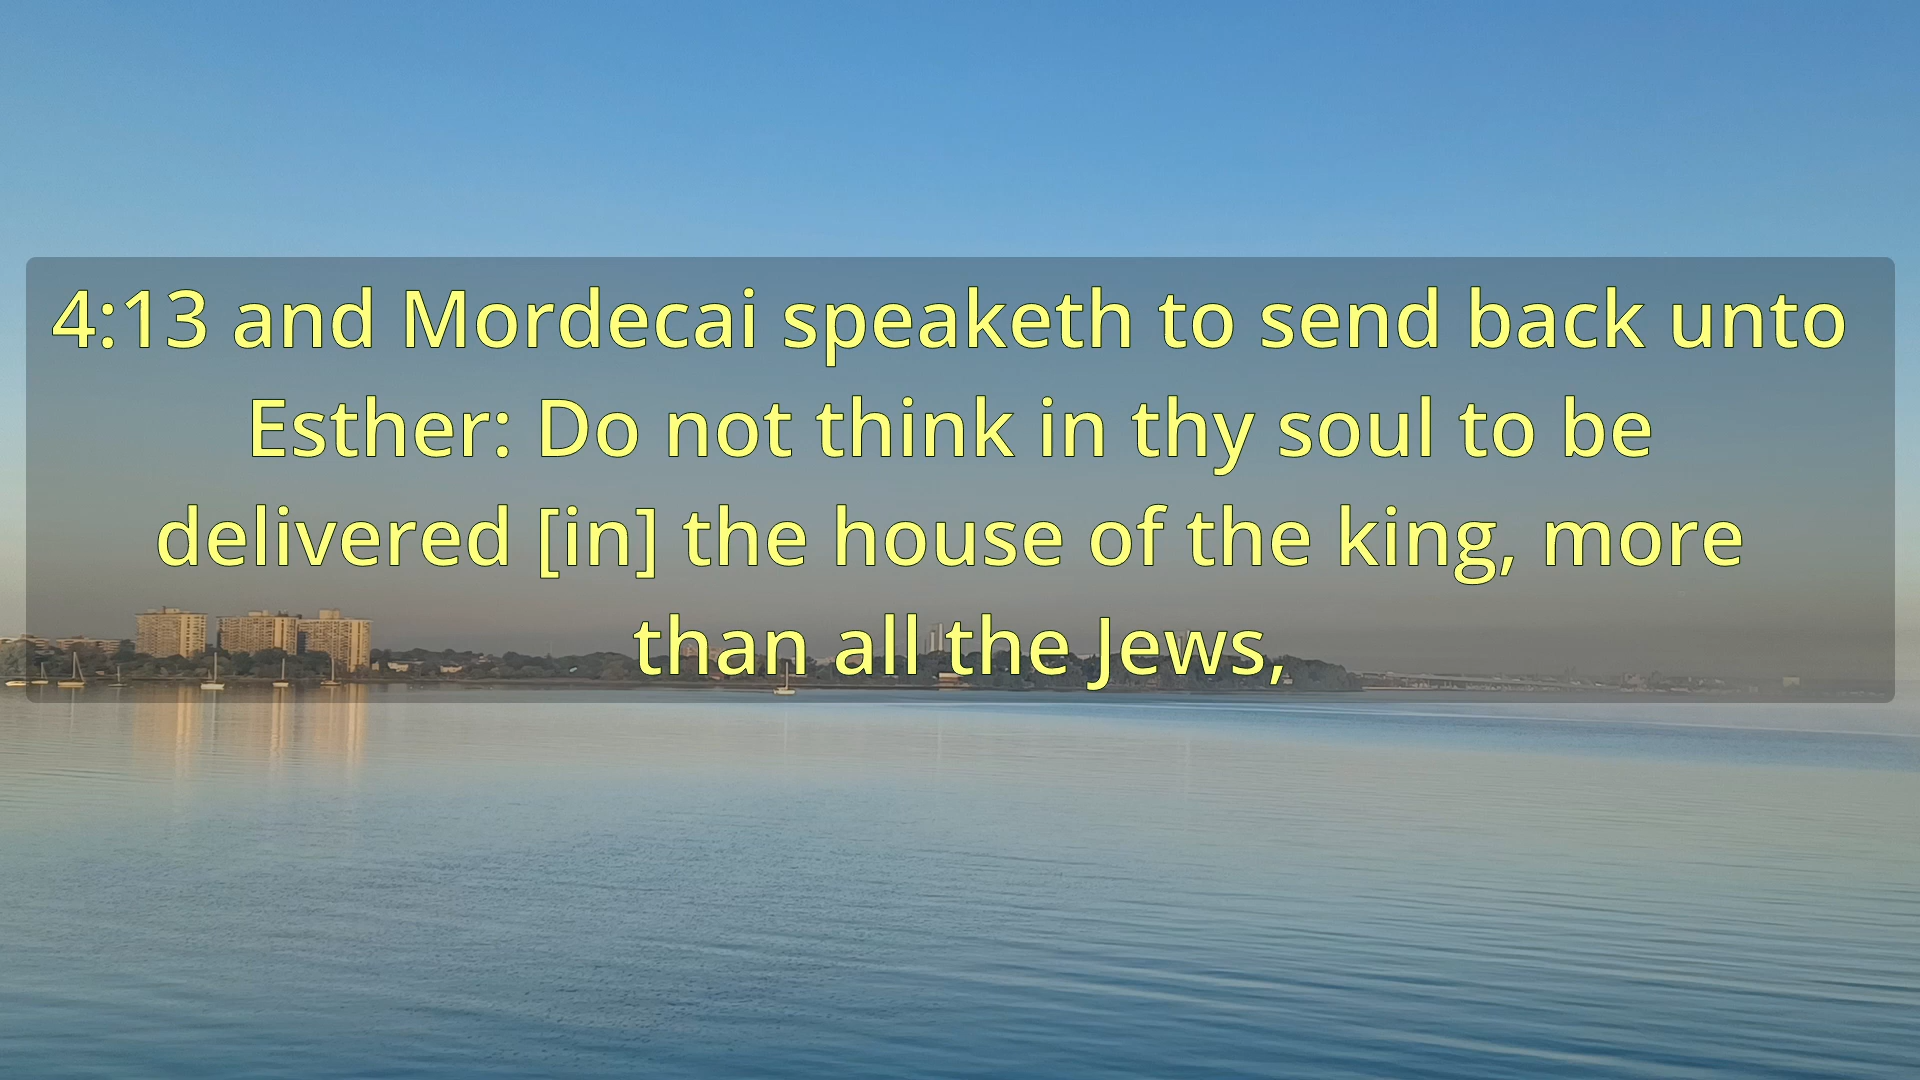 4:13 and Mordecai speaketh to send back unto
Esther: Do not think in thy soul to be
delivered [in] the house of the king, more
than all the Jews,